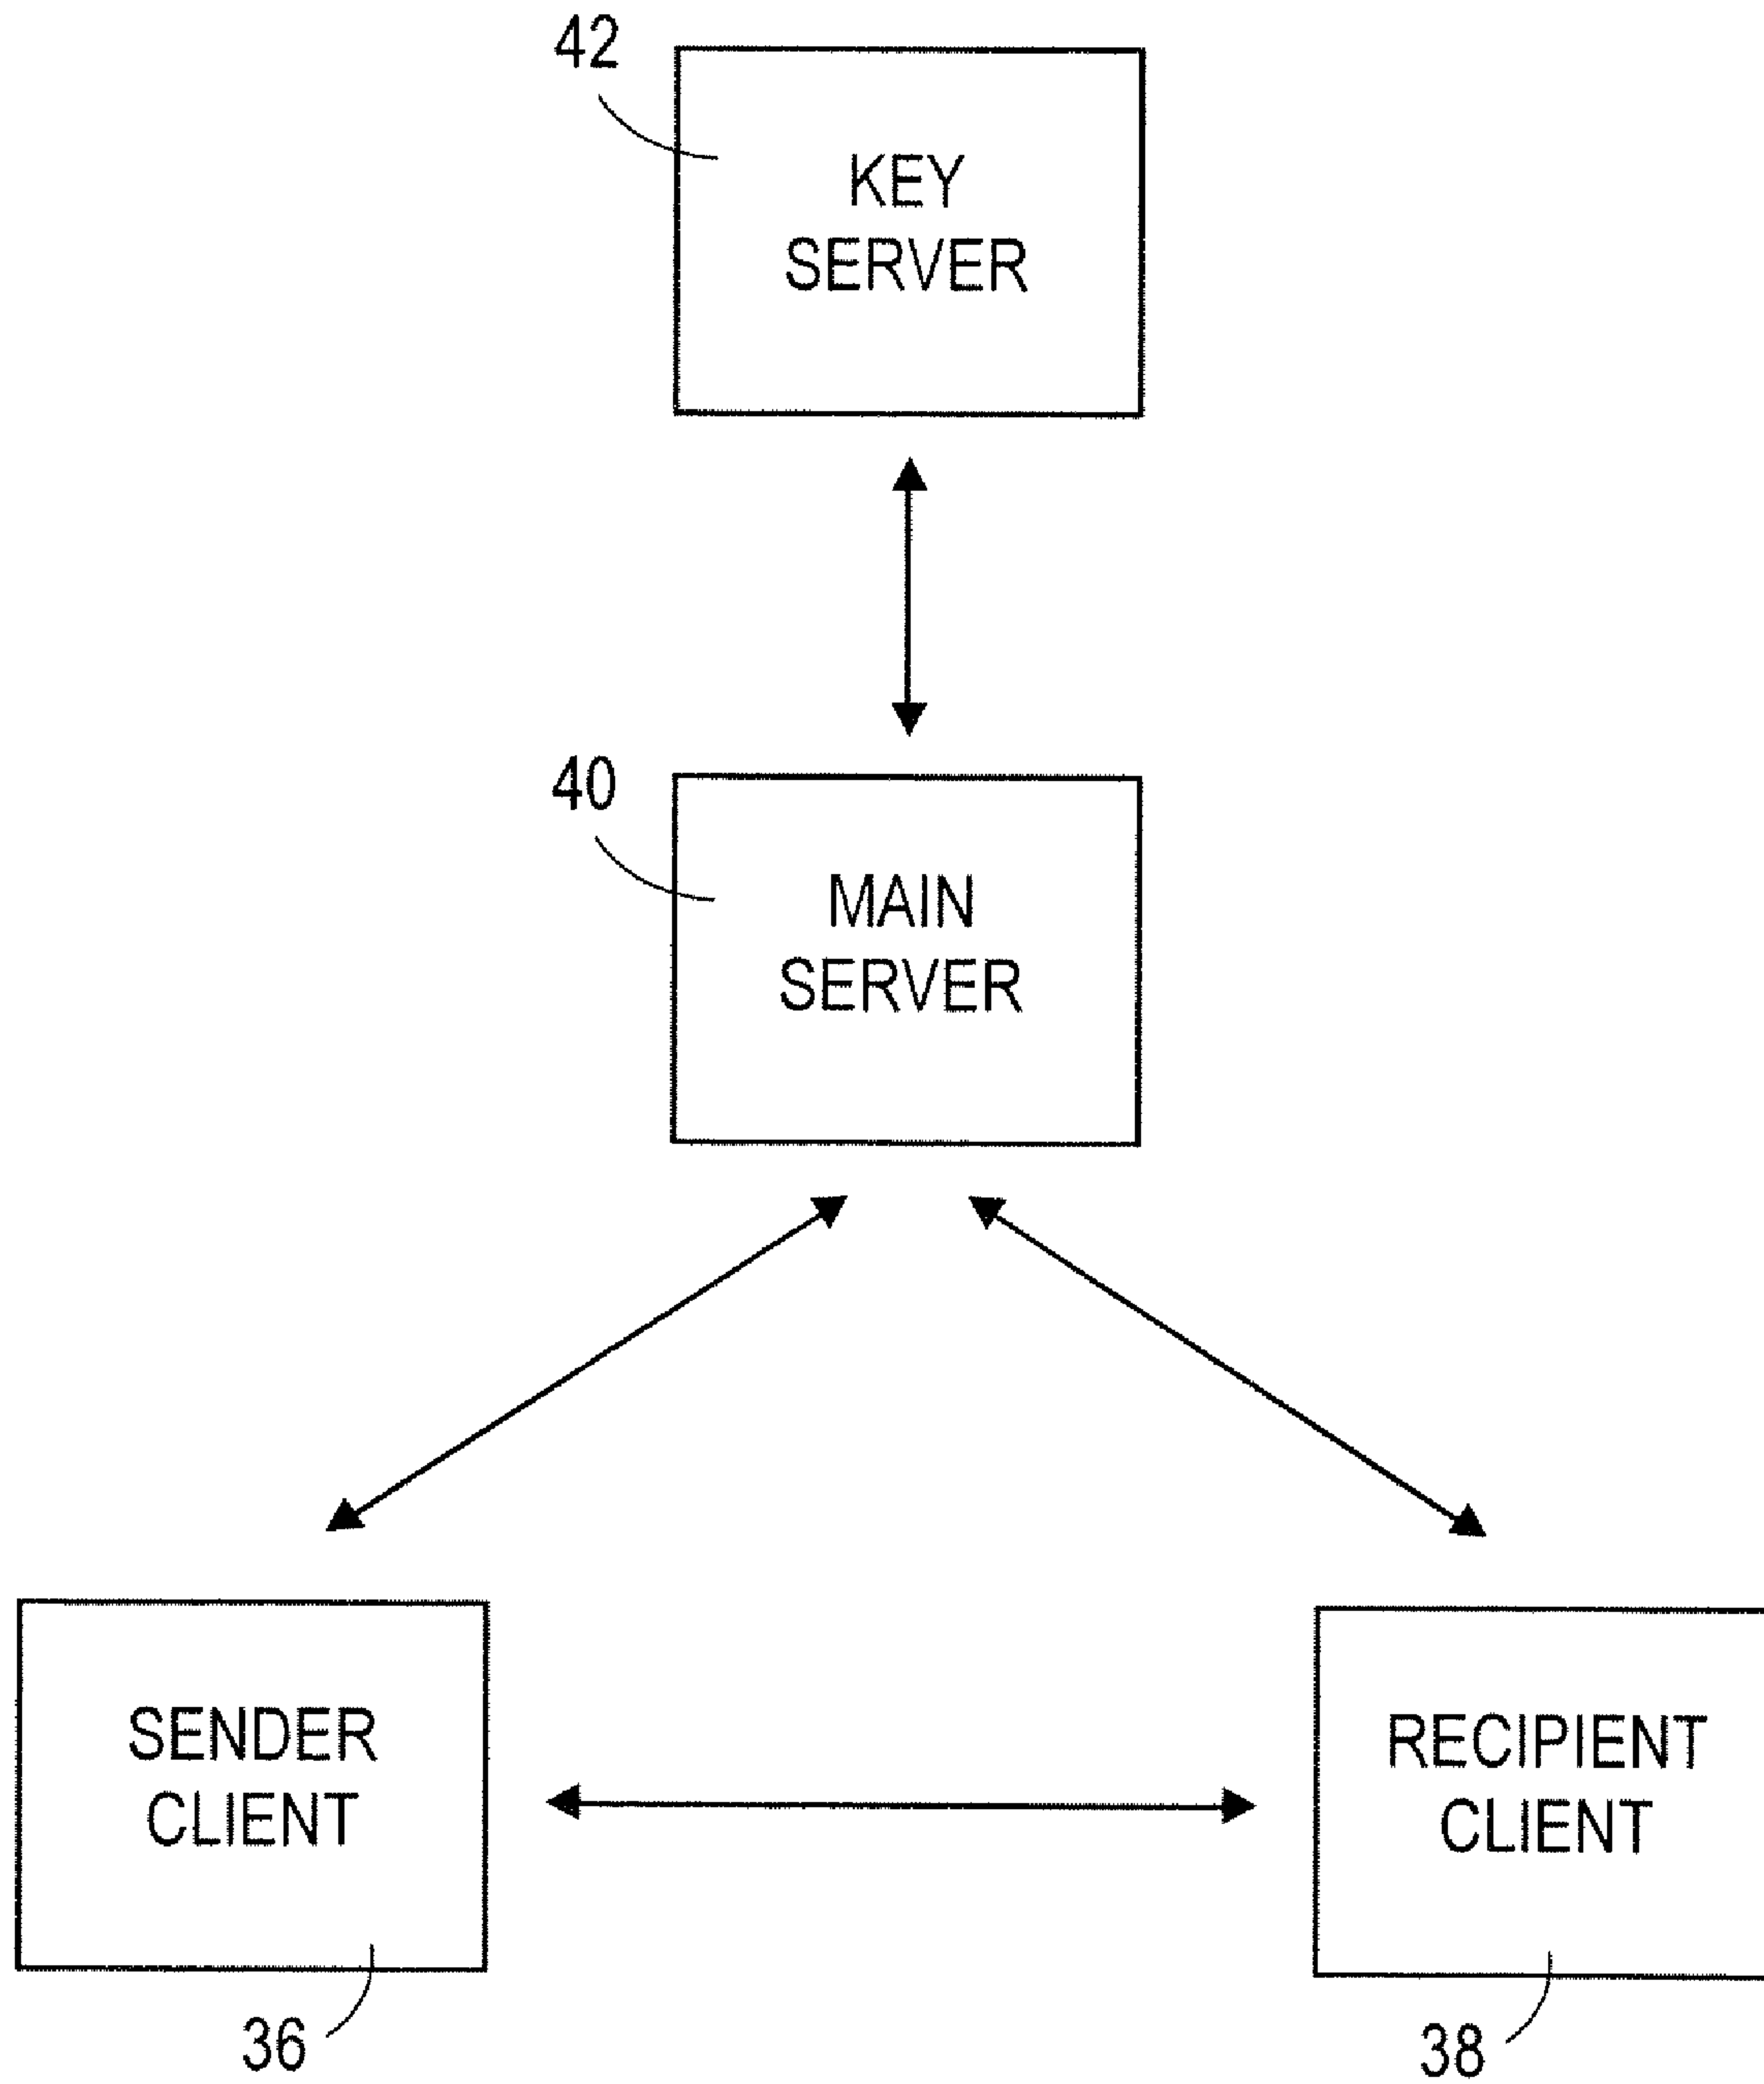 42
KEY
SERVER
40
MAIN
SERVER
SENDER
CLIENT
RECIPIENT
CLIENT
36
38